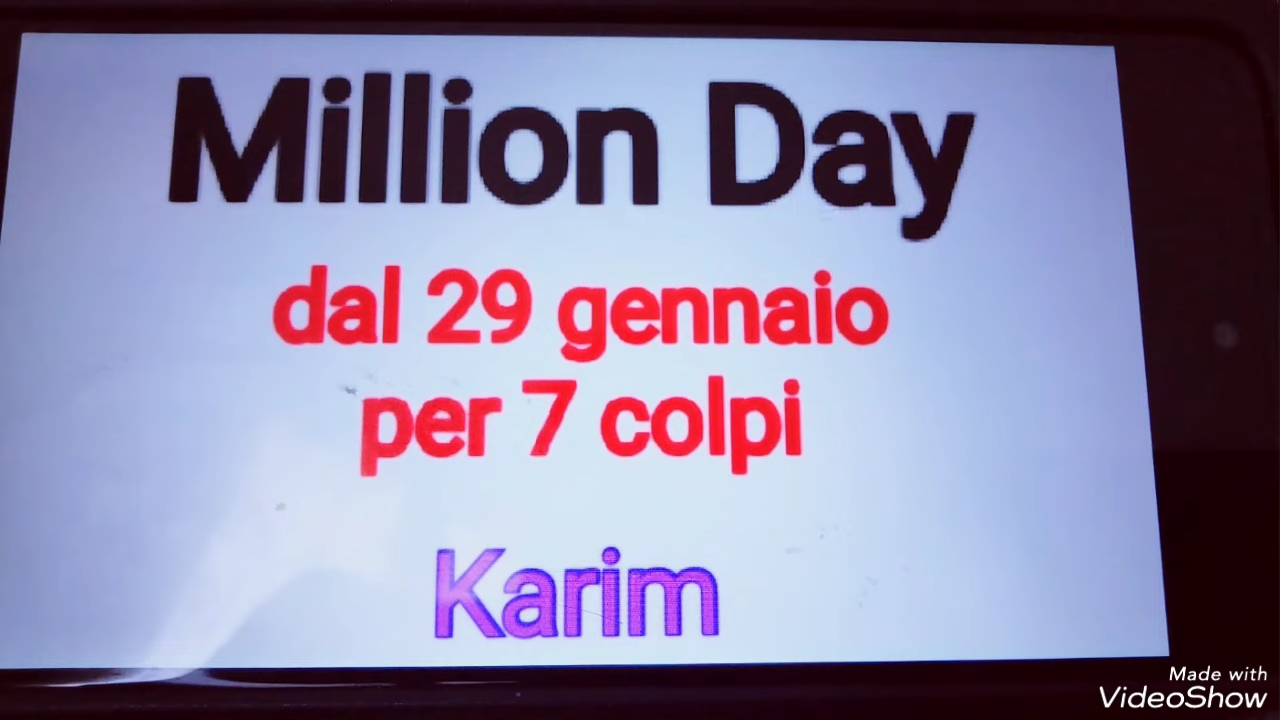 Million Day
dal 29 gennaio
per 7 colpi
Karim
Made with
VideoShow